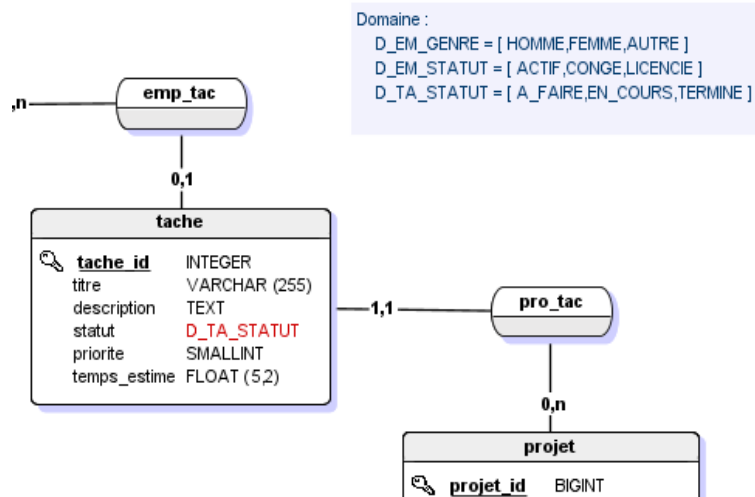 Domaine :
D_EM_GENRE = [ HOMME,FEMME,AUTRE ]
D_EM_STATUT = [ ACTIF,CONGE,LICENCIE ]
D_TA_STATUT = [ A_FAIRE,EN_COURS,TERMINE ]
,n
emp_tac
0,1
tache
tache_id INTEGER
titre VARCHAR (255)
description TEXT
statut D_TA_STATUT
priorite SMALLINT
temps_estime FLOAT (5,2)
1,1
pro_tac
0,n
projet
projet_id BIGINT